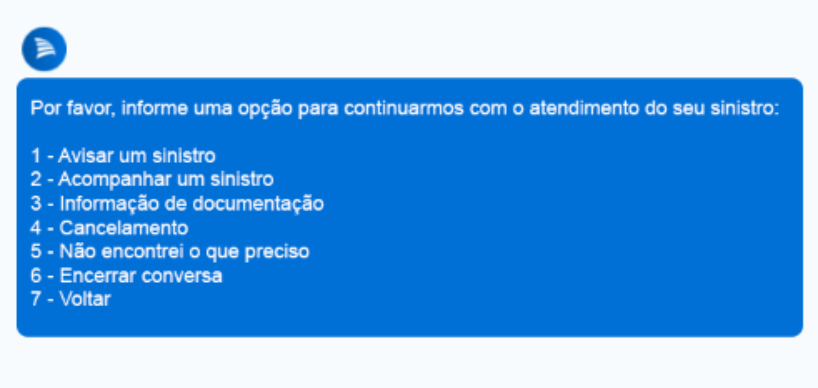 Por favor, informe uma opção para continuarmos com o atendimento do seu sinistro:
1 - Avisar um sinistro
2 - Acompanhar um sinistro
3 - Informação de documentação
4 - Cancelamento
5 - Não encontrei o que preciso
6 - Encerrar conversa
7 - Voltar